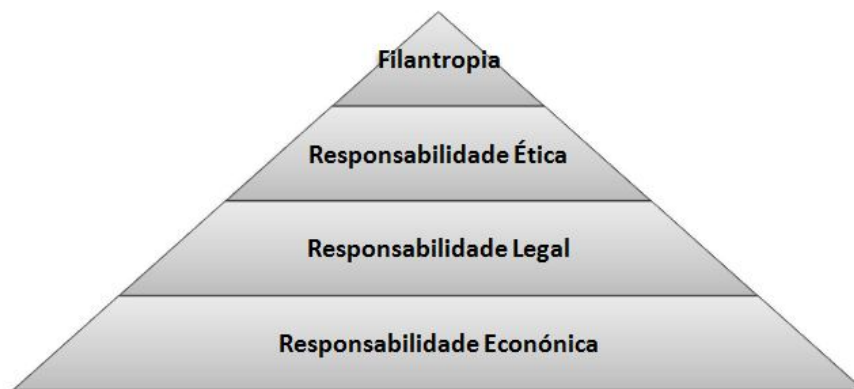 Filantropia
Responsabilidade Ética
Responsabilidade Legal
Responsabilidade Económica